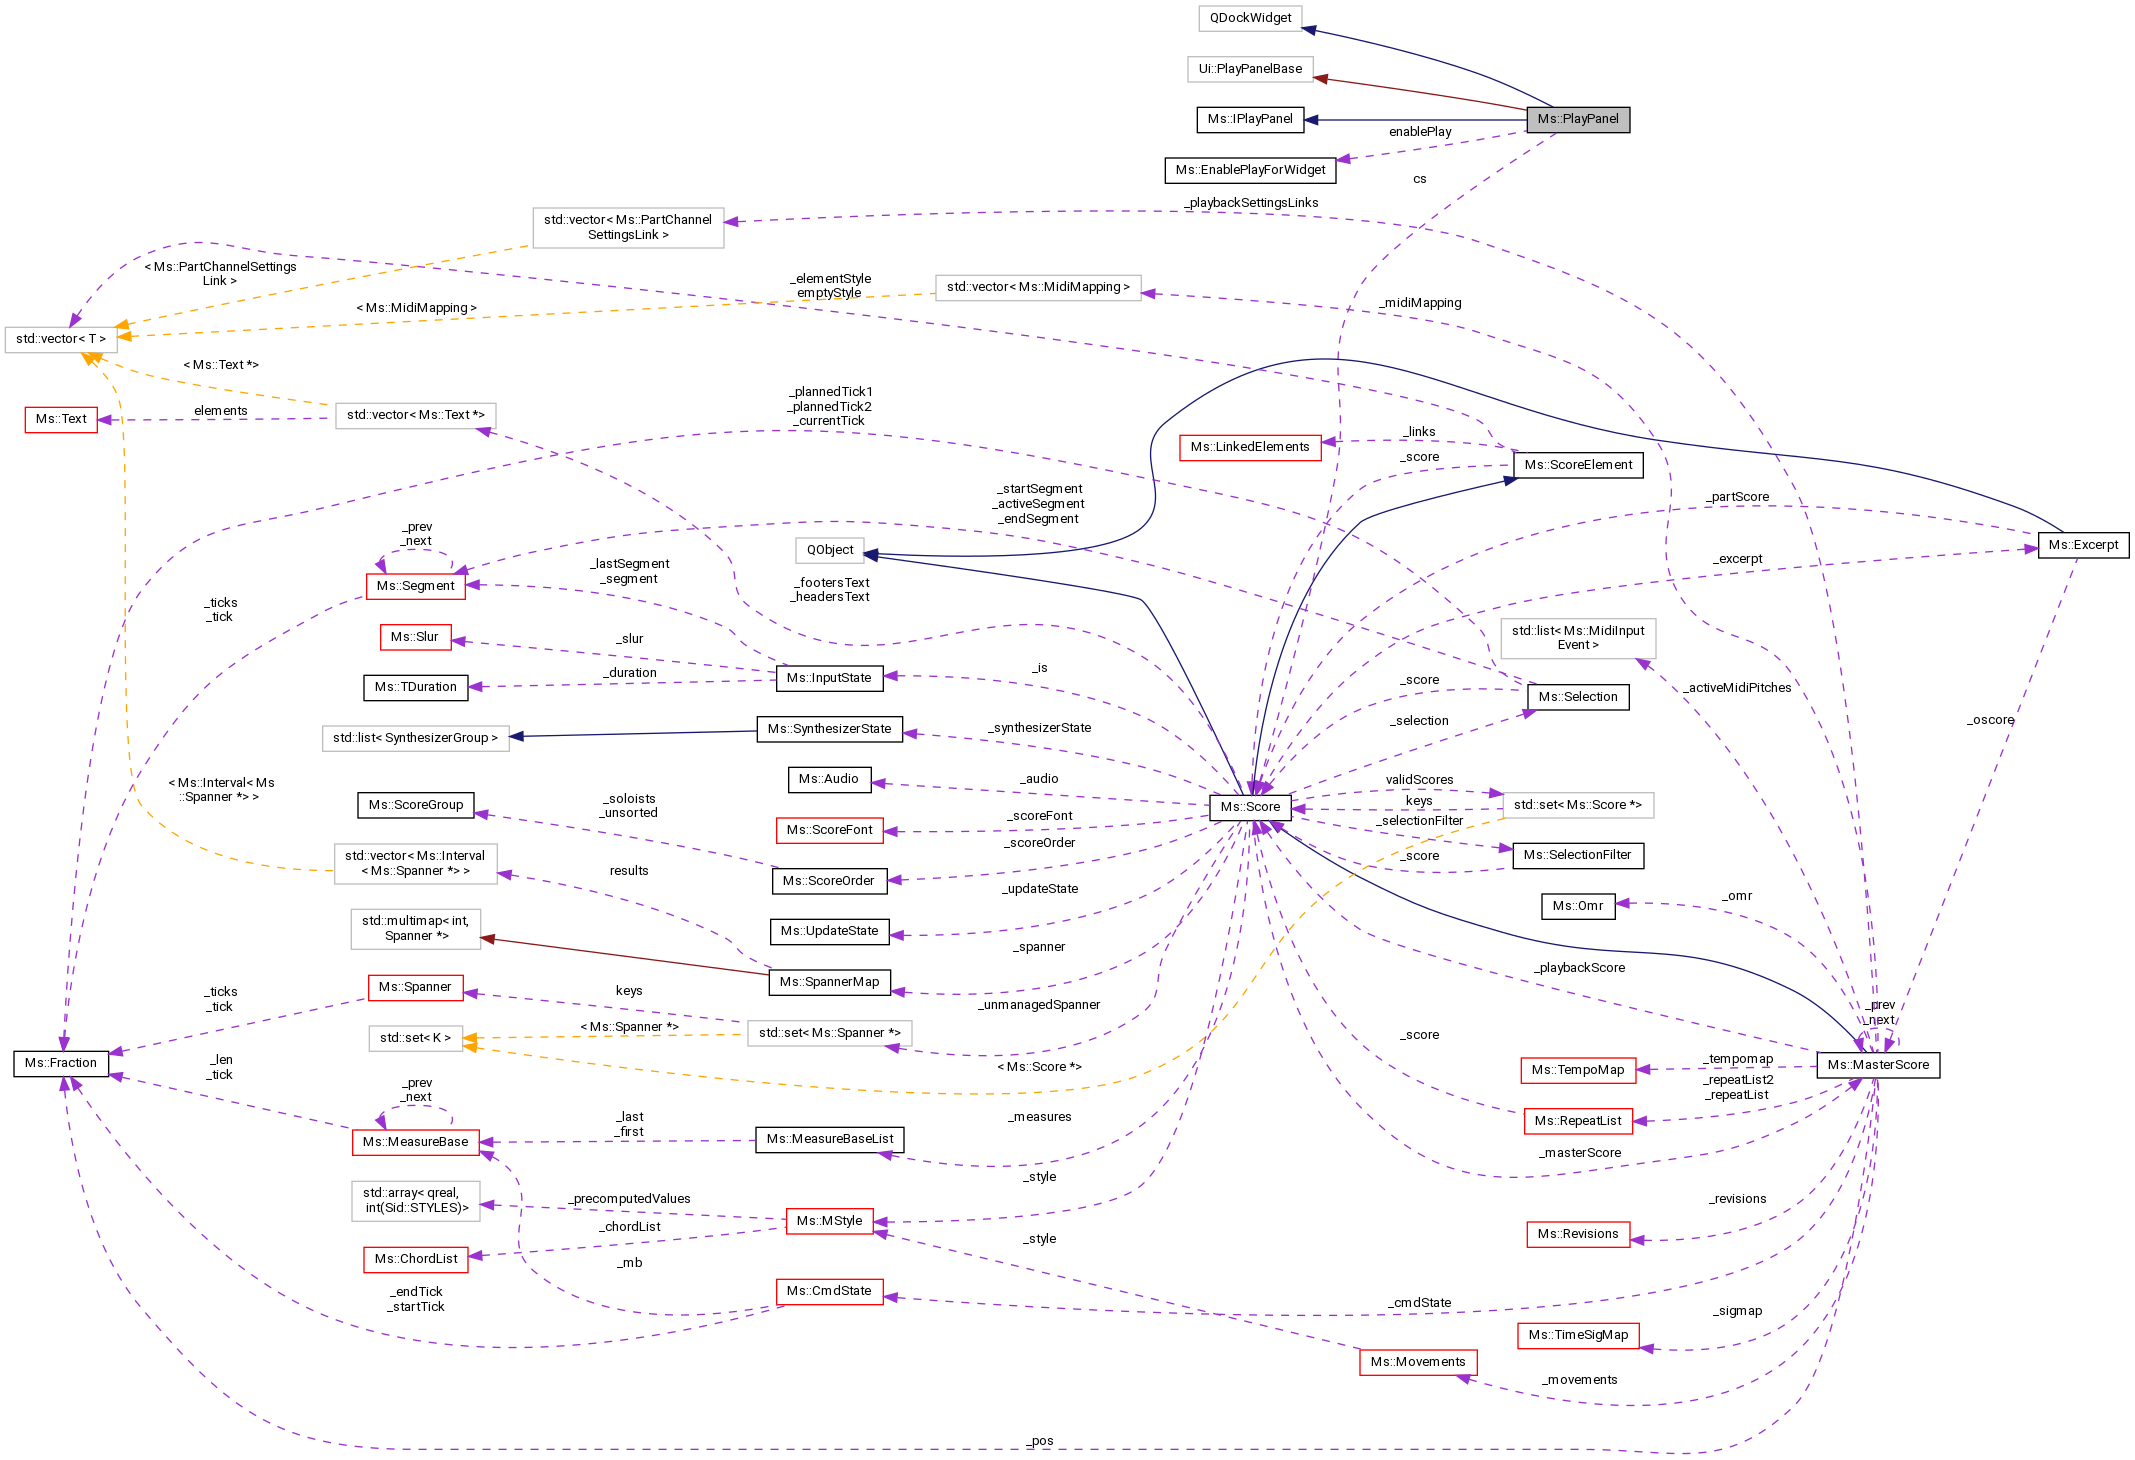 QDockWidget
Ui::PlayPanelBase
Ms::IPlayPanel
Ms::PlayPanel
enablePlay
Ms::EnablePlayForWidget
cs
std::vector< Ms::PartChannel
SettingsLink >
_playbackSettingsLinks
< Ms::PartChannelSettings
Link >
_elementStyle
emptyStyle
std::vector< Ms::MidiMapping >
_midiMapping
< Ms::MidiMapping >
std::vector< T >
< Ms::Text *>
Ms::Text
elements
std::vector< Ms::Text *>
_plannedTick1
_plannedTick2
_currentTick
Ms::LinkedElements
_links
_score
Ms::ScoreElement
_startSegment
_activeSegment
_endSegment
_partScore
_prev
_next
QObject
Ms::Excerpt
_excerpt
Ms::Segment
_lastSegment
_segment
_footersText
_headersText
_ticks
_tick
Ms::Slur
_slur
std::list< Ms::MidiInput
Event >
Ms::TDuration
_duration
Ms::InputState
_is
_score
Ms::Selection
_activeMidiPitches
_selection
_oscore
std::list< SynthesizerGroup >
Ms::SynthesizerState
_synthesizerState
< Ms::Interval< Ms
::Spanner *> >
Ms::Audio
_audio
validScores
keys
Ms::Score
std::set< Ms::Score *>
Ms::ScoreGroup
_soloists
_unsorted
Ms::ScoreFont
_scoreFont
_selectionFilter
_scoreOrder
Ms::SelectionFilter
_score
std::vector< Ms::Interval
< Ms::Spanner *> >
results
Ms::ScoreOrder
_updateState
_omr
Ms::Omr
std::multimap< int,
Spanner *>
Ms::UpdateState
_spanner
_playbackScore
Ms::SpannerMap
Ms::Spanner
_ticks
_tick
keys
_unmanagedSpanner
_prev
_next
std::set< K >
< Ms::Spanner *>
std::set< Ms::Spanner *>
_score
Ms::Fraction
_len
_tick
< Ms::Score *>
Ms::TempoMap
_tempomap
Ms::MasterScore
_prev
_next
_repeatList2
_repeatList
Ms::RepeatList
Ms::MeasureBase
_last
_first
Ms::MeasureBaseList
_measures
_masterScore
std::array< qreal,
int(Sid::STYLES)>
_precomputedValues
_style
_revisions
Ms::MStyle
_chordList
Ms::ChordList
_style
Ms::Revisions
_mb
_endTick
_startTick
Ms::CmdState
_cmdState
_sigmap
Ms::TimeSigMap
Ms::Movements
_movements
_pos